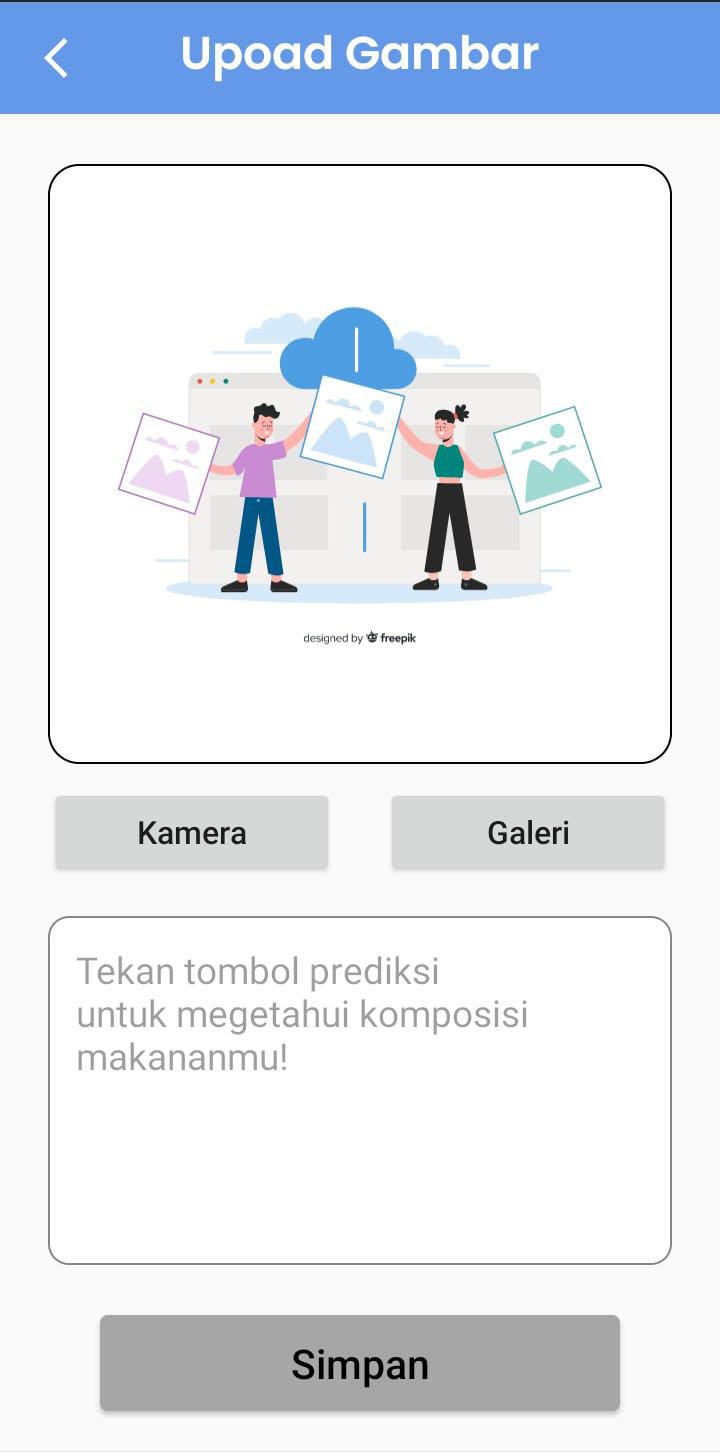 Upoad Gambar
designed by freepik
Kamera
Galeri
Tekan tombol prediksi
untuk megetahui komposisi
makananmu!
Simpan